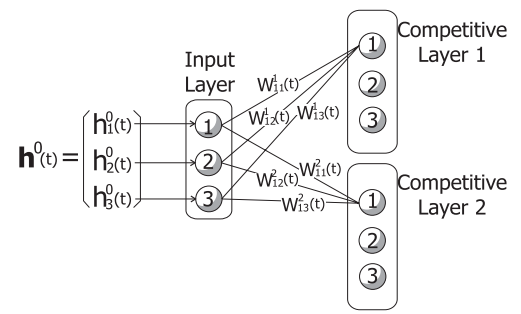 Input
Layer
Competitive
Layer 1
Competitive
Layer 2
h⁰(t) =
h⁰₁(t)
h⁰₂(t)
h⁰₃(t)
1
2
3
W¹₁₁(t)
W¹₁₂(t)
W¹₁₃(t)
W²₁₁(t)
W²₁₂(t)
W²₁₃(t)
1
2
3
1
2
3